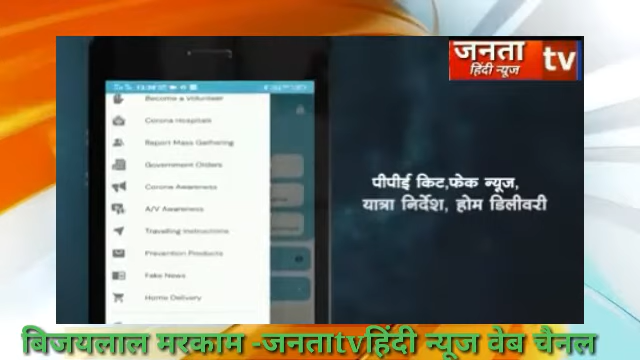 जनता tv
हिंदी न्यूज
Become a Volunteer
Corona Hospitals
Report Mass Gathering
Government Orders
Corona Awareness
A/V Awareness
Travelling Instructions
Prevention Products
Fake News
Home Delivery
पीपीई किट,फेक न्यूज,
यात्रा निर्देश, होम डिलीवरी
बिजयलाल मरकाम -जनताtvहिंदी न्यूज वेब चैनल